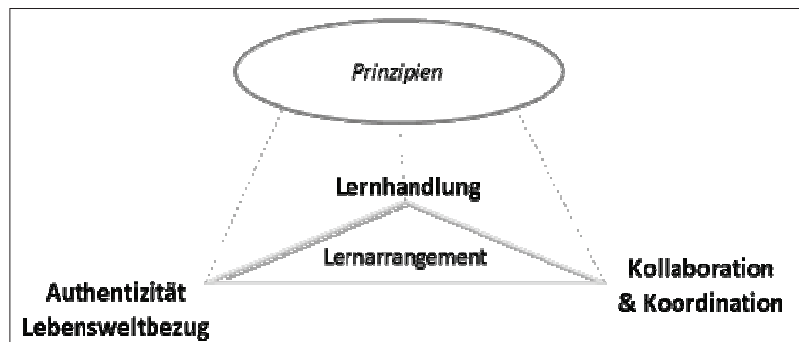 Prinzipien
Lernhandlung
Lernarrangement
Authentizität
Lebensweltbezug
Kollaboration
& Koordination